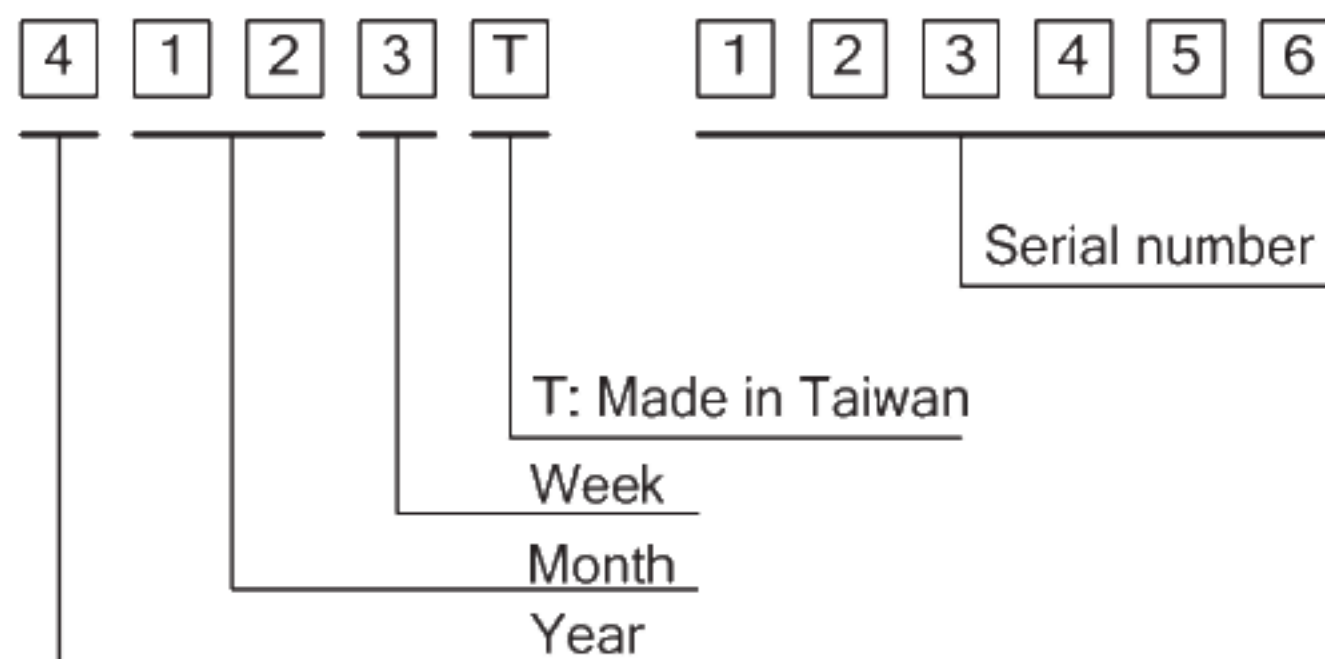 4 1 2 3 T 1 2 3 4 5 6
Serial number
T: Made in Taiwan
Week
Month
Year